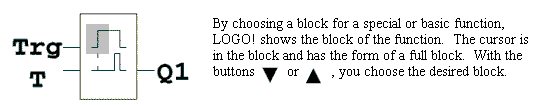 By choosing a block for a special or basic function,
LOGO! shows the block of the function. The cursor is
in the block and has the form of a full block. With the
buttons ▼ or ▲ , you choose the desired block.
Trg
T
Q1